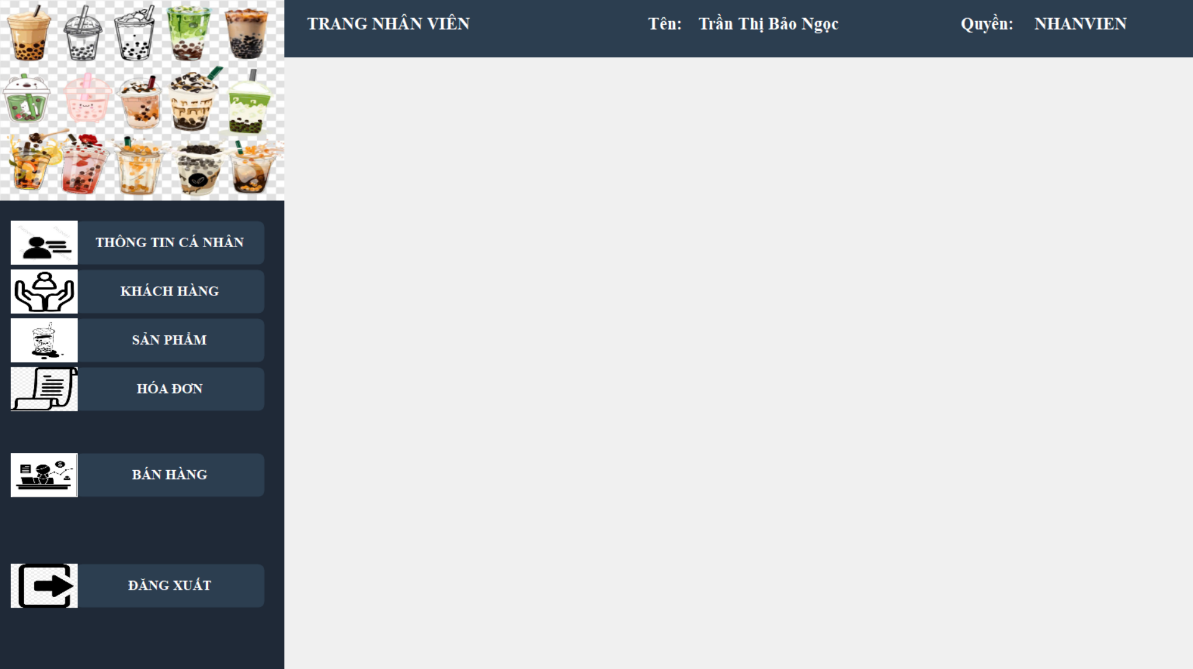 TRANG NHÂN VIÊN Tên: Trần Thị Bảo Ngọc Quyền: NHANVIEN
THÔNG TIN CÁ NHÂN
KHÁCH HÀNG
SẢN PHẨM
HÓA ĐƠN
BÁN HÀNG
ĐĂNG XUẤT